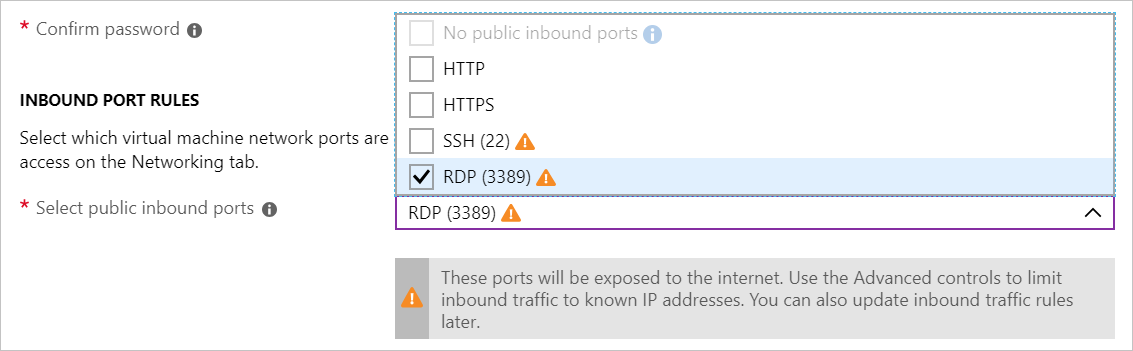 * Confirm password
No public inbound ports
HTTP
HTTPS
INBOUND PORT RULES
Select which virtual machine network ports are
access on the Networking tab.
SSH (22)
RDP (3389)
* Select public inbound ports
RDP (3389)
These ports will be exposed to the internet. Use the Advanced controls to limit
inbound traffic to known IP addresses. You can also update inbound traffic rules
later.